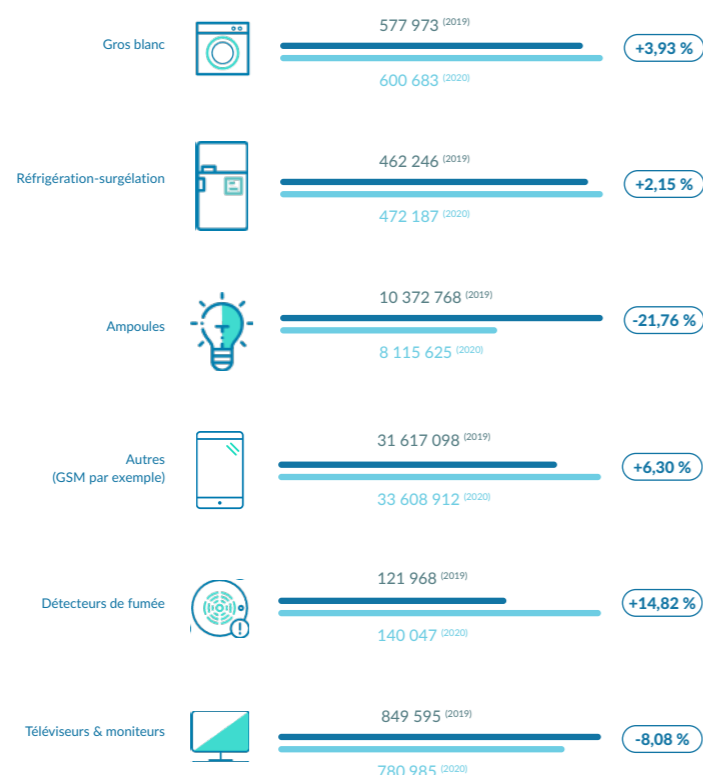 577 973 (2019)
Gros blanc
+3,93 %
600 683 (2020)
462 246 (2019)
Réfrigération-surgélation
+2,15 %
472 187 (2020)
10 372 768 (2019)
Ampoules
-21,76 %
8 115 625 (2020)
31 617 098 (2019)
Autres
(GSM par exemple)
+6,30 %
33 608 912 (2020)
121 968 (2019)
Détecteurs de fumée
+14,82 %
140 047 (2020)
849 595 (2019)
Téléviseurs & moniteurs
-8,08 %
780 985 (2020)